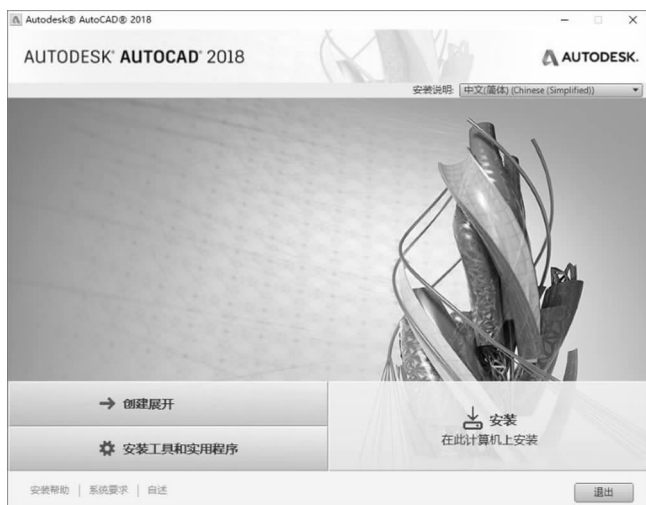 Autodesk® AutoCAD® 2018
AUTODESK® AUTOCAD® 2018
AUTODESK.
安装说明: 中文(简体) (Chinese (Simplified))
创建展开
安装工具和实用程序
安装
在此计算机上安装
安装帮助 | 系统要求 | 自述
退出